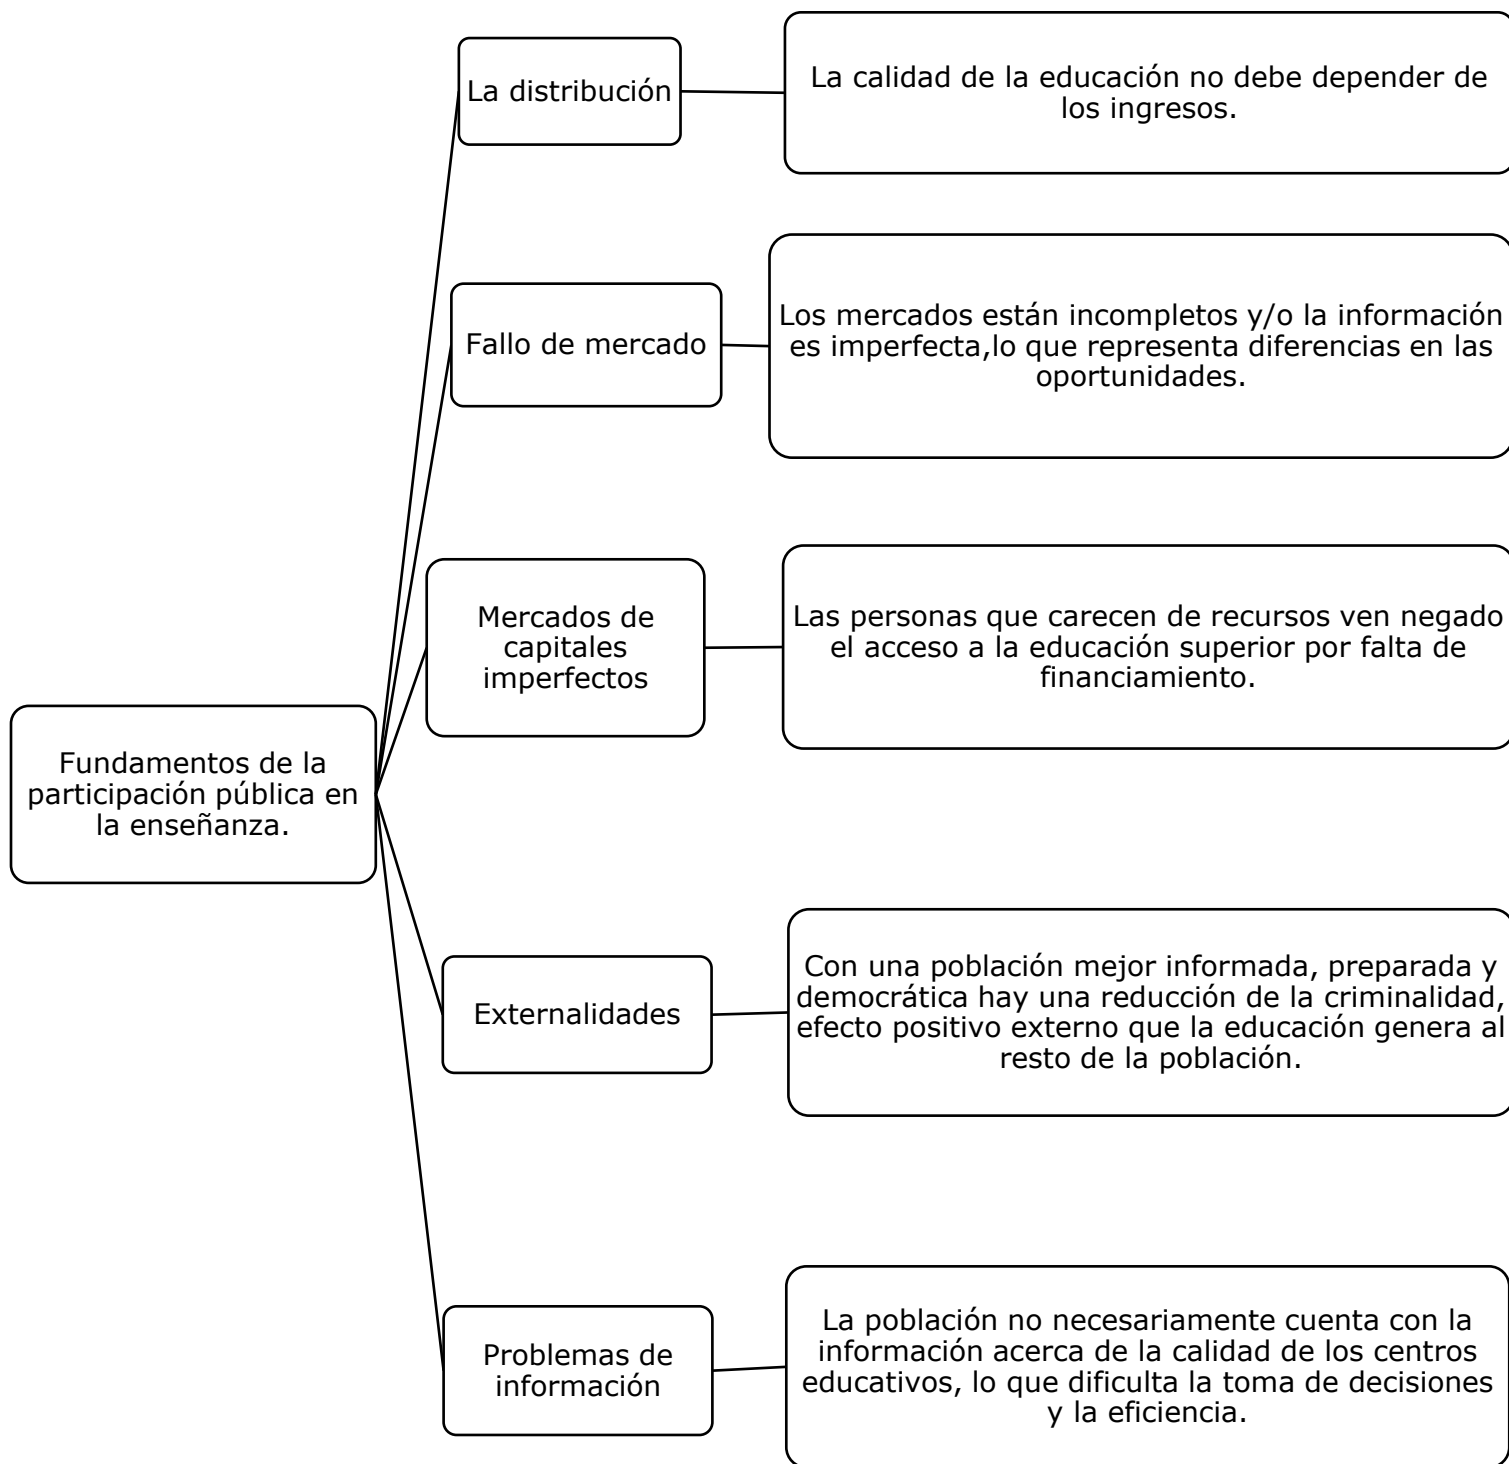 La distribución
La calidad de la educación no debe depender de
los ingresos.
Fallo de mercado
Los mercados están incompletos y/o la información
es imperfecta,lo que representa diferencias en las
oportunidades.
Mercados de
capitales
imperfectos
Las personas que carecen de recursos ven negado
el acceso a la educación superior por falta de
financiamiento.
Fundamentos de la
participación pública en
la enseñanza.
Externalidades
Con una población mejor informada, preparada y
democrática hay una reducción de la criminalidad,
efecto positivo externo que la educación genera al
resto de la población.
Problemas de
información
La población no necesariamente cuenta con la
información acerca de la calidad de los centros
educativos, lo que dificulta la toma de decisiones
y la eficiencia.